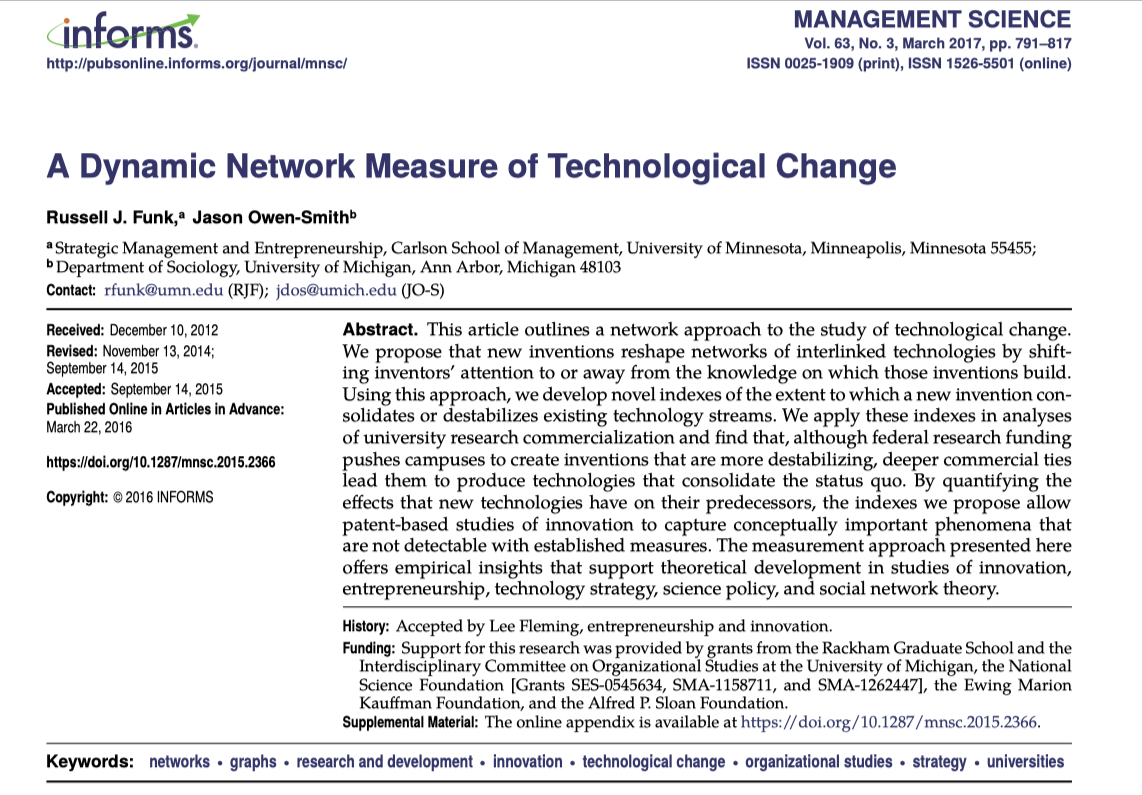 informs.
http://pubsonline.informs.org/journal/mnsc/
MANAGEMENT SCIENCE
Vol. 63, No. 3, March 2017, pp. 791–817
ISSN 0025-1909 (print), ISSN 1526-5501 (online)
A Dynamic Network Measure of Technological Change
Russell J. Funk,ᵃ Jason Owen-Smithᵇ
ᵃ Strategic Management and Entrepreneurship, Carlson School of Management, University of Minnesota, Minneapolis, Minnesota 55455;
ᵇ Department of Sociology, University of Michigan, Ann Arbor, Michigan 48103
Contact: rfunk@umn.edu (RJF); jdos@umich.edu (JO-S)
Received: December 10, 2012
Revised: November 13, 2014;
September 14, 2015
Accepted: September 14, 2015
Published Online in Articles in Advance:
March 22, 2016
https://doi.org/10.1287/mnsc.2015.2366
Copyright: © 2016 INFORMS
Abstract. This article outlines a network approach to the study of technological change.
We propose that new inventions reshape networks of interlinked technologies by shift-
ing inventors' attention to or away from the knowledge on which those inventions build.
Using this approach, we develop novel indexes of the extent to which a new invention con-
solidates or destabilizes existing technology streams. We apply these indexes in analyses
of university research commercialization and find that, although federal research funding
pushes campuses to create inventions that are more destabilizing, deeper commercial ties
lead them to produce technologies that consolidate the status quo. By quantifying the
effects that new technologies have on their predecessors, the indexes we propose allow
patent-based studies of innovation to capture conceptually important phenomena that
are not detectable with established measures. The measurement approach presented here
offers empirical insights that support theoretical development in studies of innovation,
entrepreneurship, technology strategy, science policy, and social network theory.
History: Accepted by Lee Fleming, entrepreneurship and innovation.
Funding: Support for this research was provided by grants from the Rackham Graduate School and the
Interdisciplinary Committee on Organizational Studies at the University of Michigan, the National
Science Foundation [Grants SES-0545634, SMA-1158711, and SMA-1262447], the Ewing Marion
Kauffman Foundation, and the Alfred P. Sloan Foundation.
Supplemental Material: The online appendix is available at https://doi.org/10.1287/mnsc.2015.2366.
Keywords: networks • graphs • research and development • innovation • technological change • organizational studies • strategy • universities